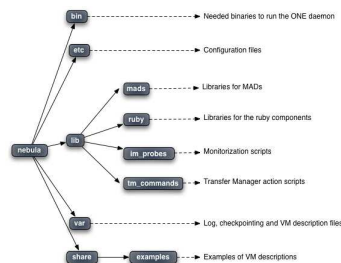 bin
Needed binaries to run the ONE daemon
etc
Configuration files
mads
Libraries for MADs
ruby
Libraries for the ruby components
nebula
lib
im_probes
Monitorization scripts
tm_commands
Transfer Manager action scripts
var
Log, checkpointing and VM description files
share
examples
Examples of VM descriptions